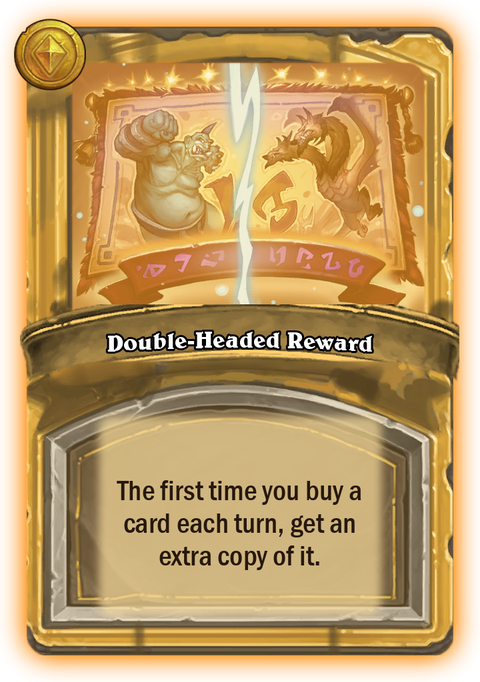 Double-Headed Reward
The first time you buy a
card each turn, get an
extra copy of it.